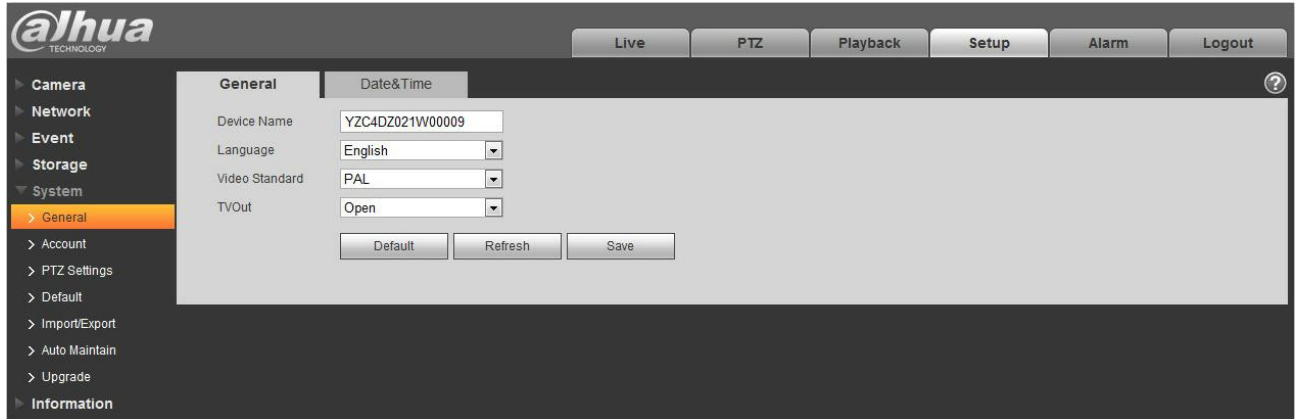 alhua
TECHNOLOGY
Live PTZ Playback Setup Alarm Logout
Camera
Network
Event
Storage
System
> General
> Account
> PTZ Settings
> Default
> Import/Export
> Auto Maintain
> Upgrade
Information
General Date&Time
?
Device Name YZC4DZ021W00009
Language English
Video Standard PAL
TVOut Open
Default Refresh Save